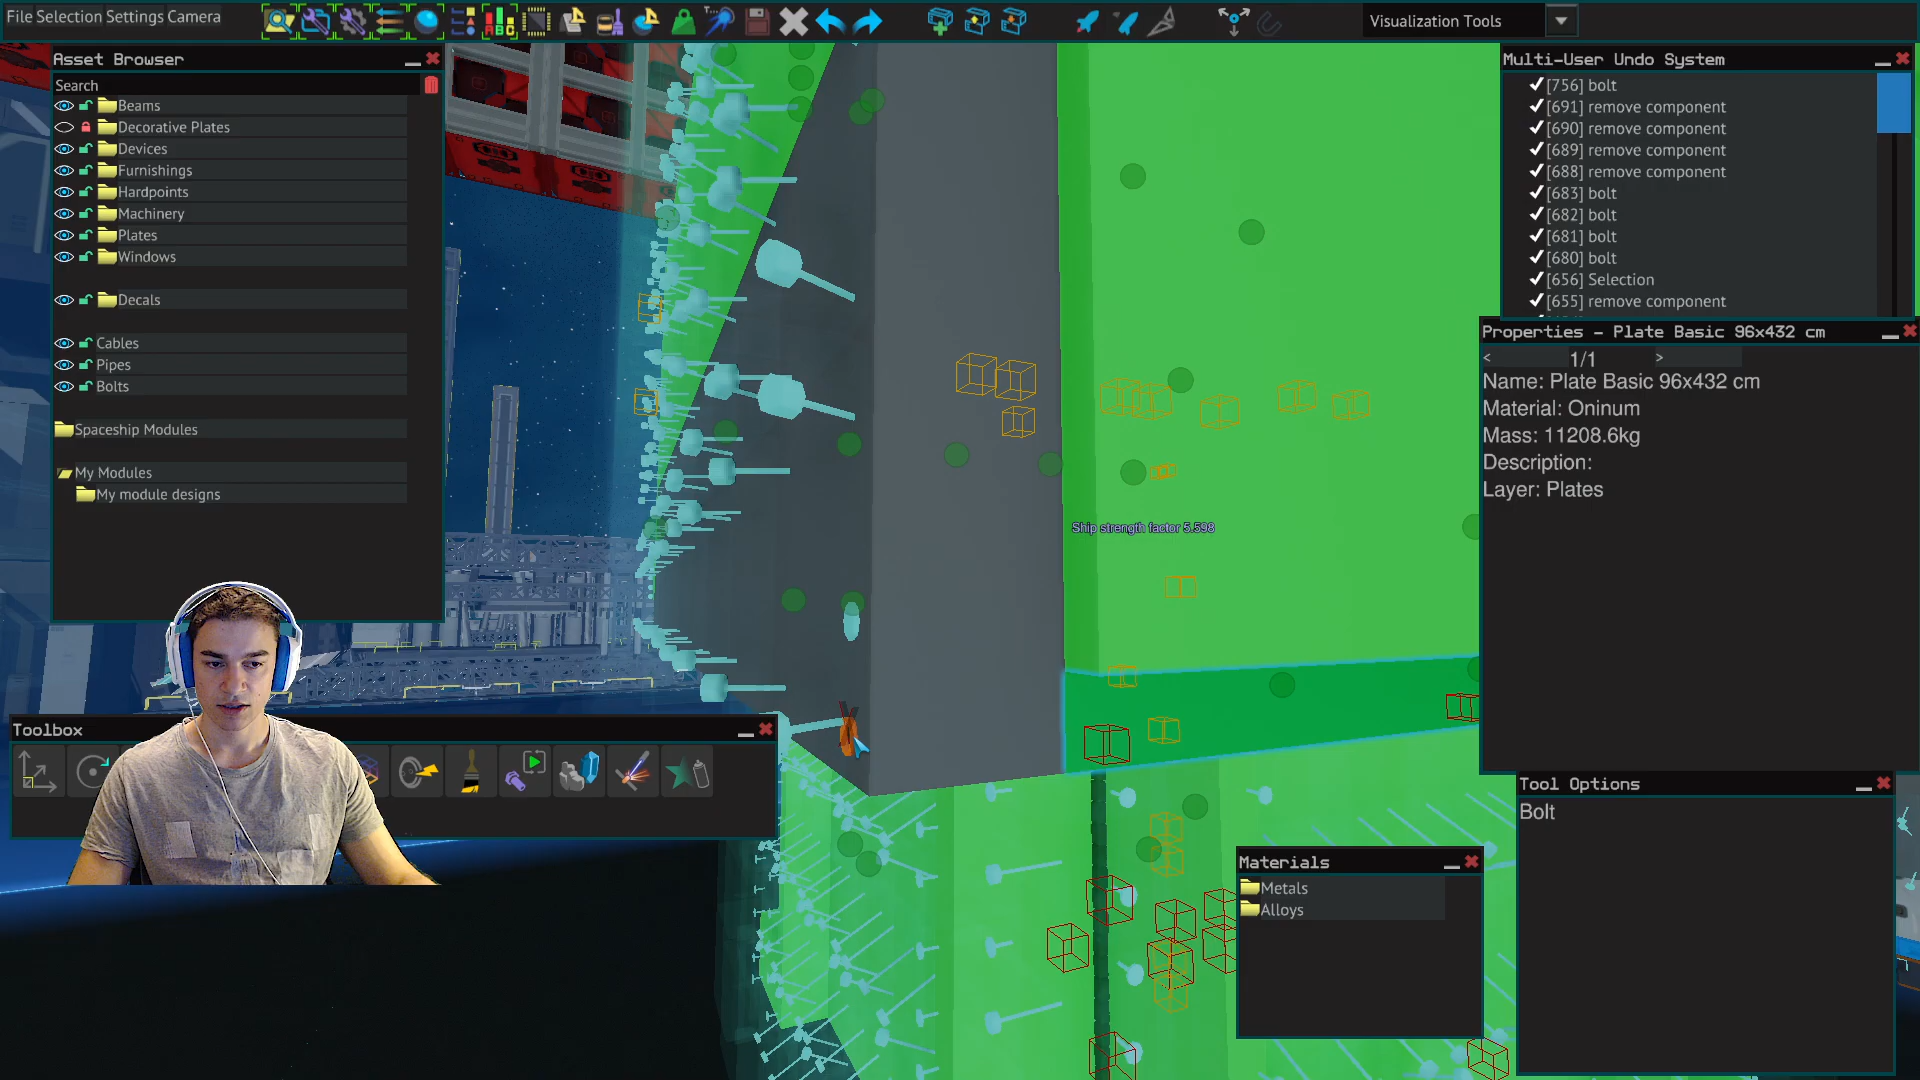 File Selection Settings Camera
Visualization Tools
Asset Browser
Search
Beams
Decorative Plates
Devices
Furnishings
Hardpoints
Machinery
Plates
Windows
Decals
Cables
Pipes
Bolts
Spaceship Modules
My Modules
My module designs
Multi-User Undo System
[756] bolt
[691] remove component
[690] remove component
[689] remove component
[688] remove component
[683] bolt
[682] bolt
[681] bolt
[680] bolt
[656] Selection
[655] remove component
Properties – Plate Basic 96x432 cm
< 1/1 >
Name: Plate Basic 96x432 cm
Material: Oninum
Mass: 11208.6kg
Description:
Layer: Plates
Ship strength factor 5.598
Toolbox
Tool Options
Bolt
Materials
Metals
Alloys
ABC